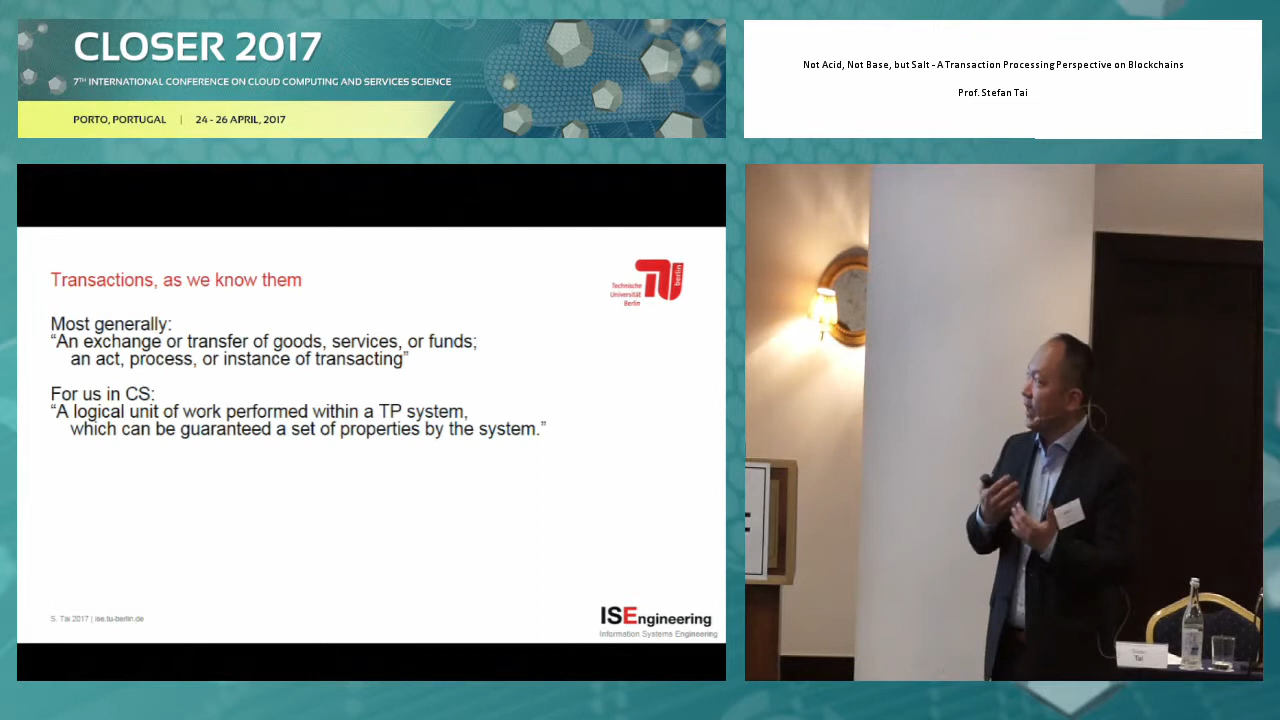 CLOSER 2017
7TH INTERNATIONAL CONFERENCE ON CLOUD COMPUTING AND SERVICES SCIENCE
PORTO, PORTUGAL | 24 - 26 APRIL, 2017
Not Acid, Not Base, but Salt - A Transaction Processing Perspective on Blockchains
Prof. Stefan Tai
Transactions, as we know them
Technische
Universität
Berlin
berlin
Most generally:
“An exchange or transfer of goods, services, or funds;
an act, process, or instance of transacting”
For us in CS:
“A logical unit of work performed within a TP system,
which can be guaranteed a set of properties by the system.”
S. Tai 2017 | ise.tu-berlin.de
ISEngineering
Information Systems Engineering
Tai